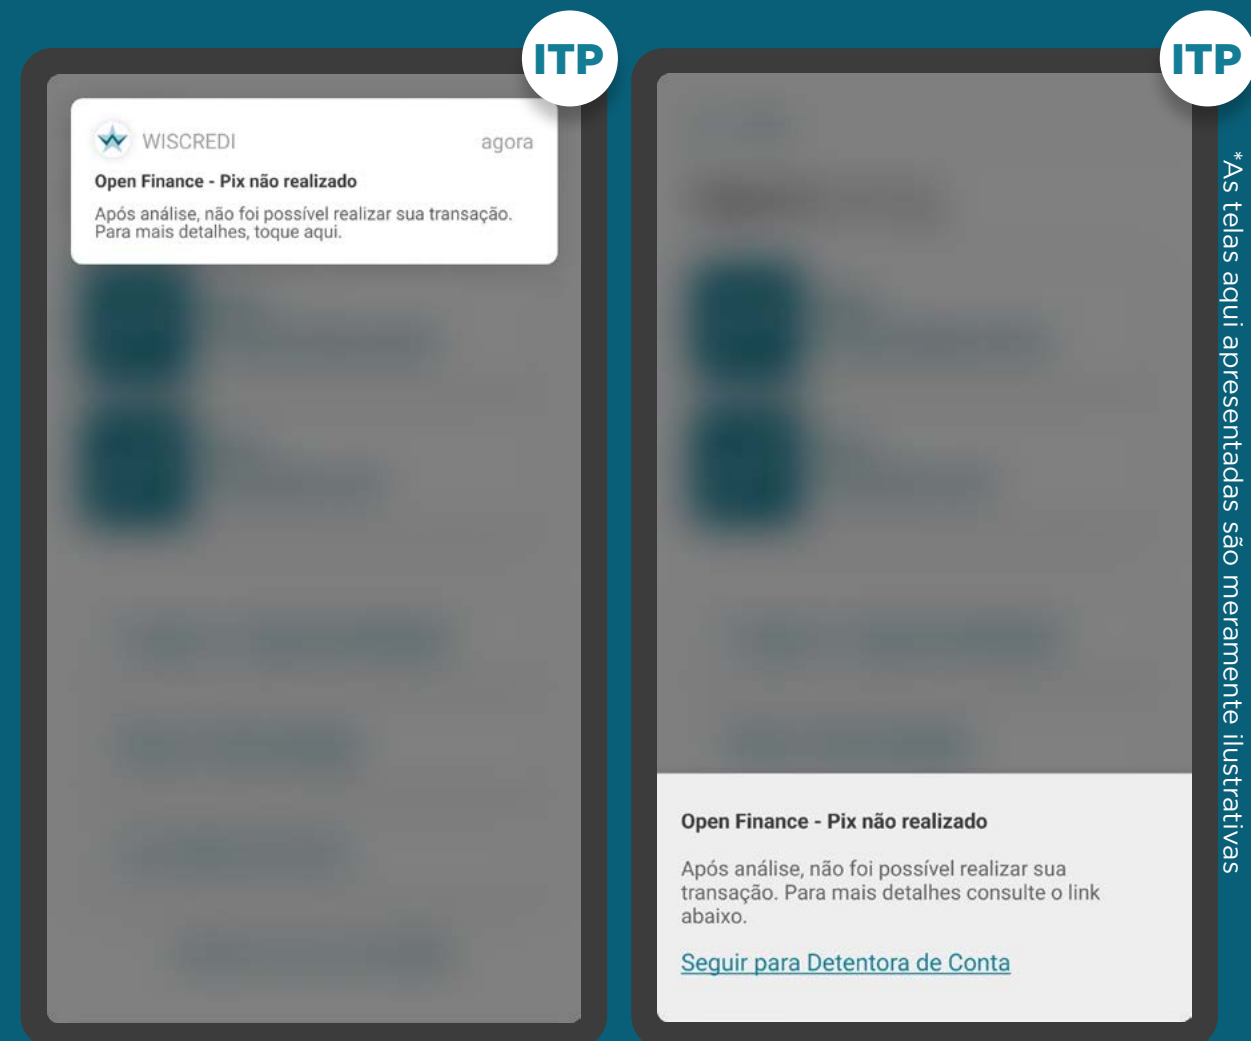 ITP
WISCREDI
agora
Open Finance - Pix não realizado
Após análise, não foi possível realizar sua transação.
Para mais detalhes, toque aqui.
ITP
Open Finance - Pix não realizado
Após análise, não foi possível realizar sua
transação. Para mais detalhes consulte o link
abaixo.
Seguir para Detentora de Conta
*As telas aqui apresentadas são meramente ilustrativas